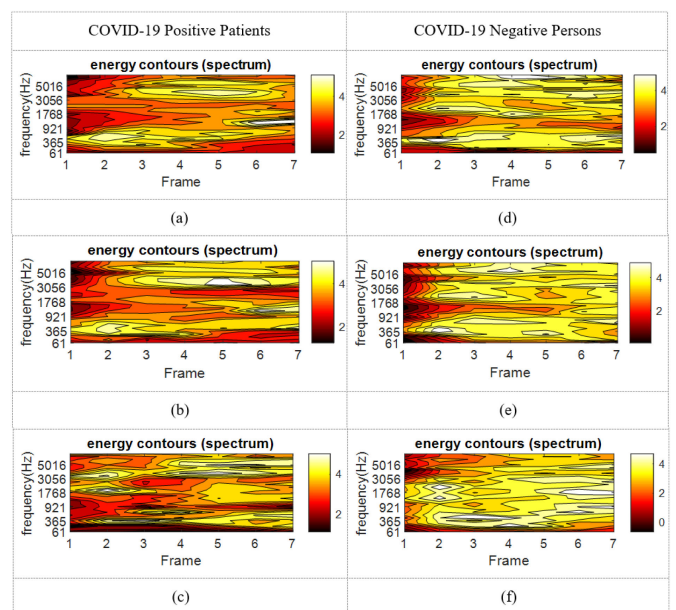 COVID-19 Positive Patients
COVID-19 Negative Persons
energy contours (spectrum)
frequency(Hz)
5016
3056
1768
921
365
61
1 2 3 4 5 6 7
Frame
4
2
(a)
energy contours (spectrum)
frequency(Hz)
5016
3056
1768
921
365
61
1 2 3 4 5 6 7
Frame
4
2
(d)
energy contours (spectrum)
frequency(Hz)
5016
3056
1768
921
365
61
1 2 3 4 5 6 7
Frame
4
2
(b)
energy contours (spectrum)
frequency(Hz)
5016
3056
1768
921
365
61
1 2 3 4 5 6 7
Frame
4
2
(e)
energy contours (spectrum)
frequency(Hz)
5016
3056
1768
921
365
61
1 2 3 4 5 6 7
Frame
4
2
(c)
energy contours (spectrum)
frequency(Hz)
5016
3056
1768
921
365
61
1 2 3 4 5 6 7
Frame
4
2
0
(f)